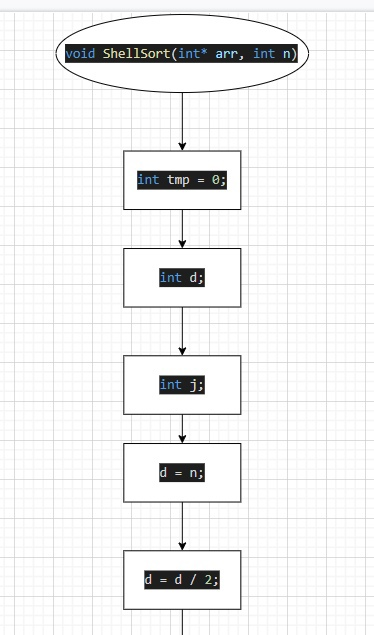 void ShellSort(int* arr, int n)
int tmp = 0;
int d;
int j;
d = n;
d = d / 2;